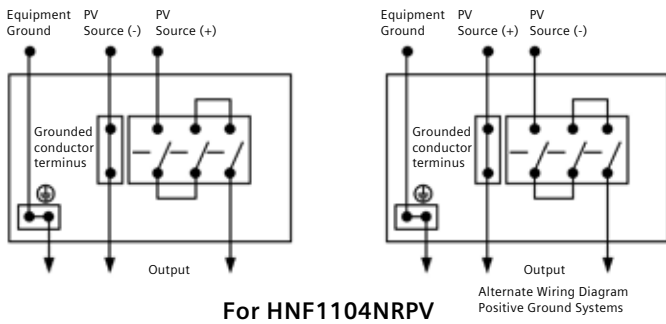 Equipment Ground
PV Source (-)
PV Source (+)
Grounded conductor terminus
Output
Equipment Ground
PV Source (+)
PV Source (-)
Grounded conductor terminus
Output
Alternate Wiring Diagram
Positive Ground Systems
For HNF1104NRPV